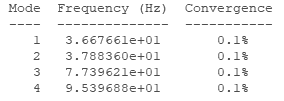 Mode Frequency (Hz) Convergence
---- -------------- -----------
1 3.667661e+01 0.1%
2 3.788360e+01 0.1%
3 7.739621e+01 0.1%
4 9.539688e+01 0.1%